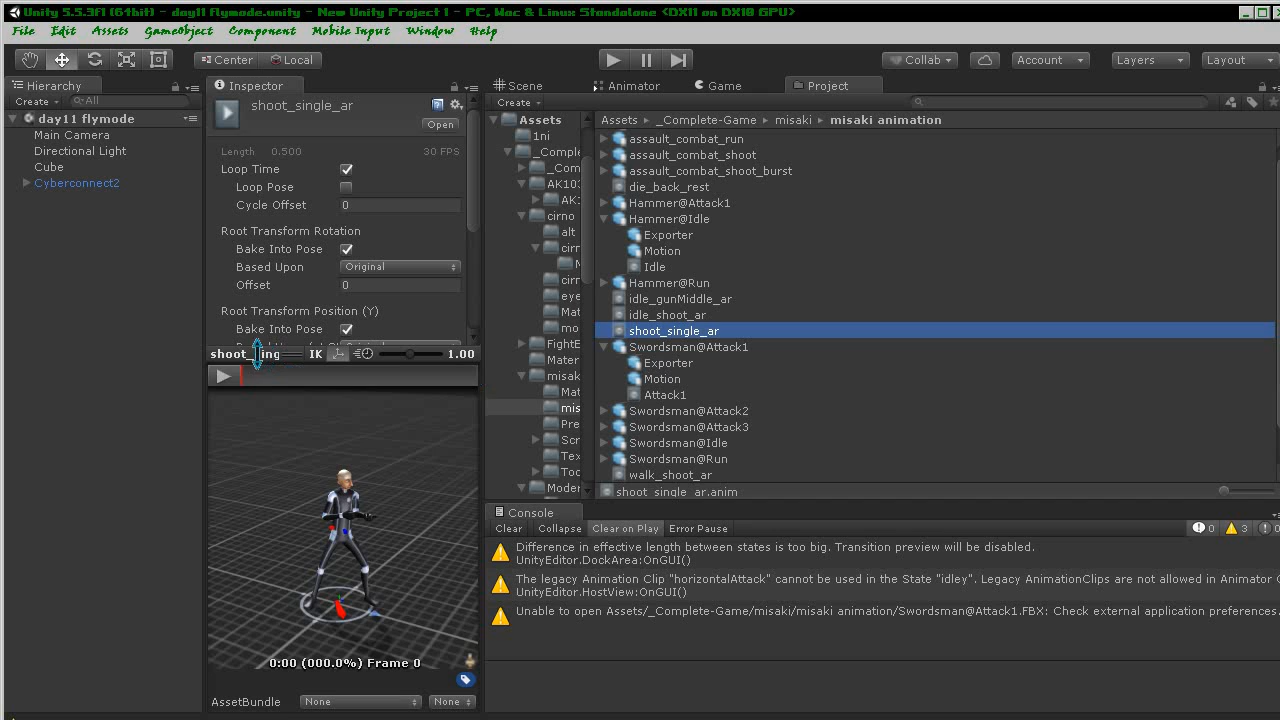 Unity 5.5.3f1 (64bit) - day11 flymode.unity - New Unity Project 1 - PC, Mac & Linux Standalone <DX11 on DX10 GPU>
File Edit Assets GameObject Component Mobile Input Window Help
Center Local Collab Account Layers Layout
Hierarchy
Create All
day11 flymode
Main Camera
Directional Light
Cube
Cyberconnect2
Inspector
shoot_single_ar
Open
Length 0.500 30 FPS
Loop Time
Loop Pose
Cycle Offset 0
Root Transform Rotation
Bake Into Pose
Based Upon Original
Offset 0
Root Transform Position (Y)
Bake Into Pose
shoot_sing IK 1.00
0:00 (000.0%) Frame 0
AssetBundle None None
Scene Animator Game Project
Create
Assets
1ni
_Comple
_Com
AK103
AK1
cirno
alt
cirn
M
cirn
eye
Mat
mo
FightE
Mater
misak
Mat
mis
Pre
Scr
Tex
Too
Moder
Assets _Complete-Game misaki misaki animation
assault_combat_run
assault_combat_shoot
assault_combat_shoot_burst
die_back_rest
Hammer@Attack1
Hammer@Idle
Exporter
Motion
Idle
Hammer@Run
idle_gunMiddle_ar
idle_shoot_ar
shoot_single_ar
Swordsman@Attack1
Exporter
Motion
Attack1
Swordsman@Attack2
Swordsman@Attack3
Swordsman@Idle
Swordsman@Run
walk_shoot_ar
shoot_single_ar.anim
Console
Clear Collapse Clear on Play Error Pause 0 3 0
Difference in effective length between states is too big. Transition preview will be disabled.
UnityEditor.DockArea:OnGUI()
The legacy Animation Clip "horizontalAttack" cannot be used in the State "idley". Legacy AnimationClips are not allowed in Animator C
UnityEditor.HostView:OnGUI()
Unable to open Assets/_Complete-Game/misaki/misaki animation/Swordsman@Attack1.FBX: Check external application preferences.